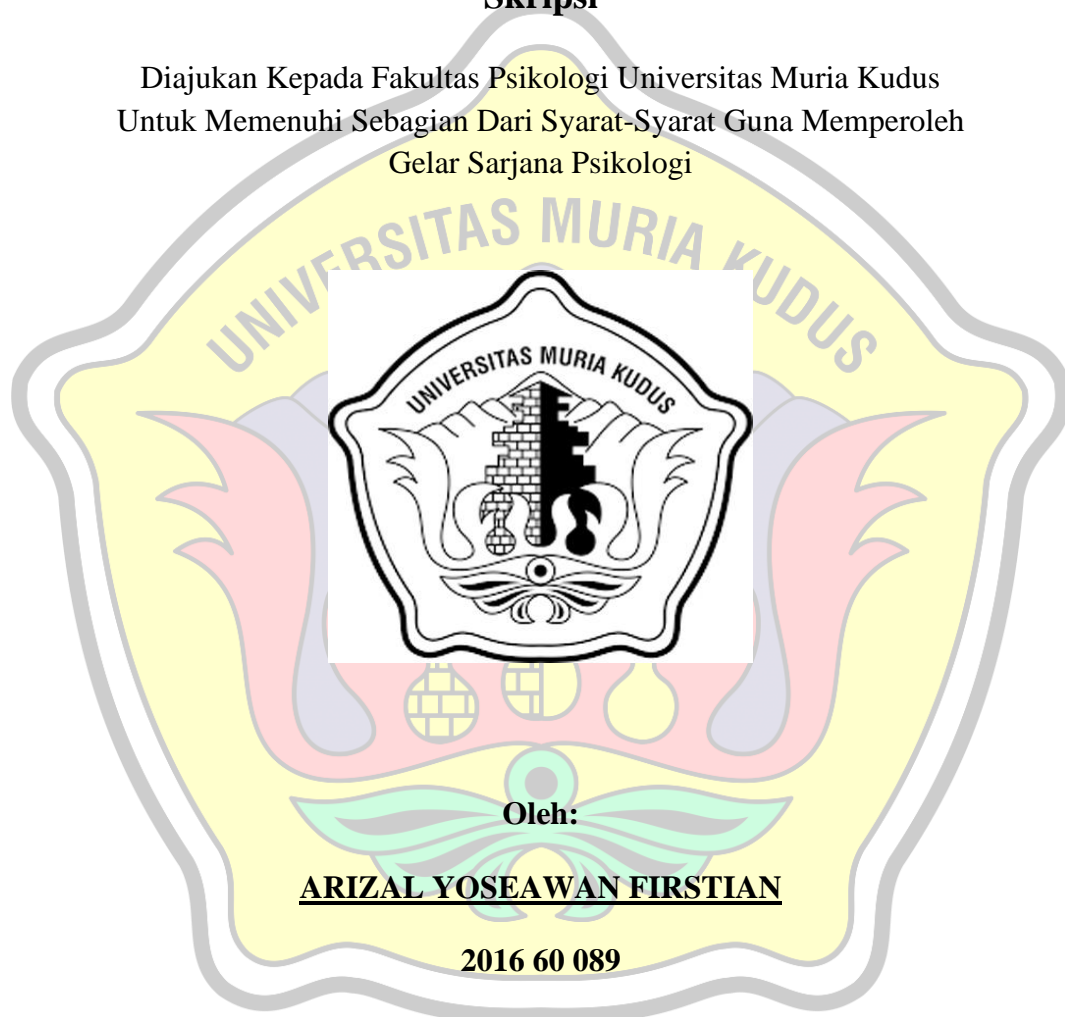 Skripsi
Diajukan Kepada Fakultas Psikologi Universitas Muria Kudus
Untuk Memenuhi Sebagian Dari Syarat-Syarat Guna Memperoleh
Gelar Sarjana Psikologi
UNIVERSITAS MURIA KUDUS
UNIVERSITAS MURIA KUDUS
Oleh:
ARIZAL YOSEAWAN FIRSTIAN
2016 60 089